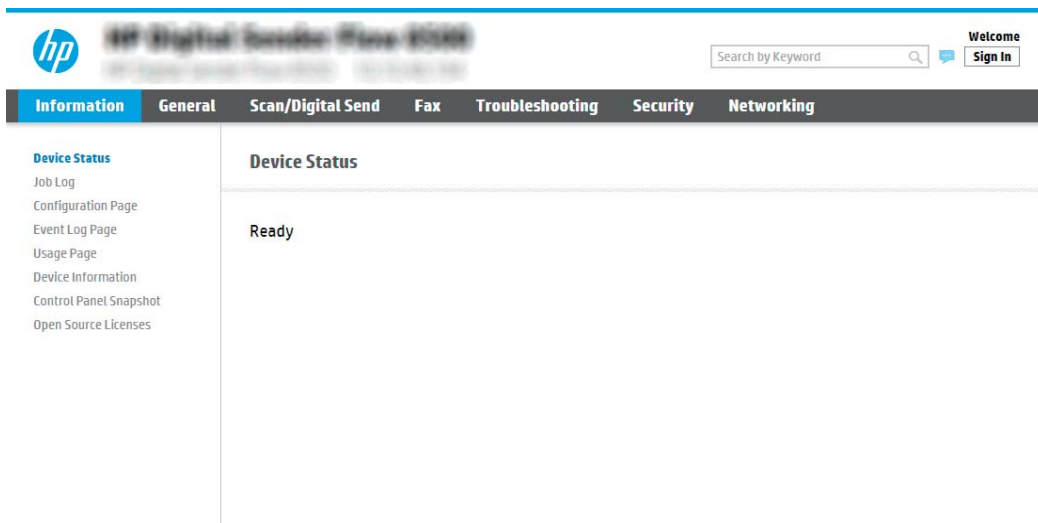 hp
Welcome
Search by Keyword
Sign In
Information General Scan/Digital Send Fax Troubleshooting Security Networking
Device Status
Job Log
Configuration Page
Event Log Page
Usage Page
Device Information
Control Panel Snapshot
Open Source Licenses
Device Status
Ready